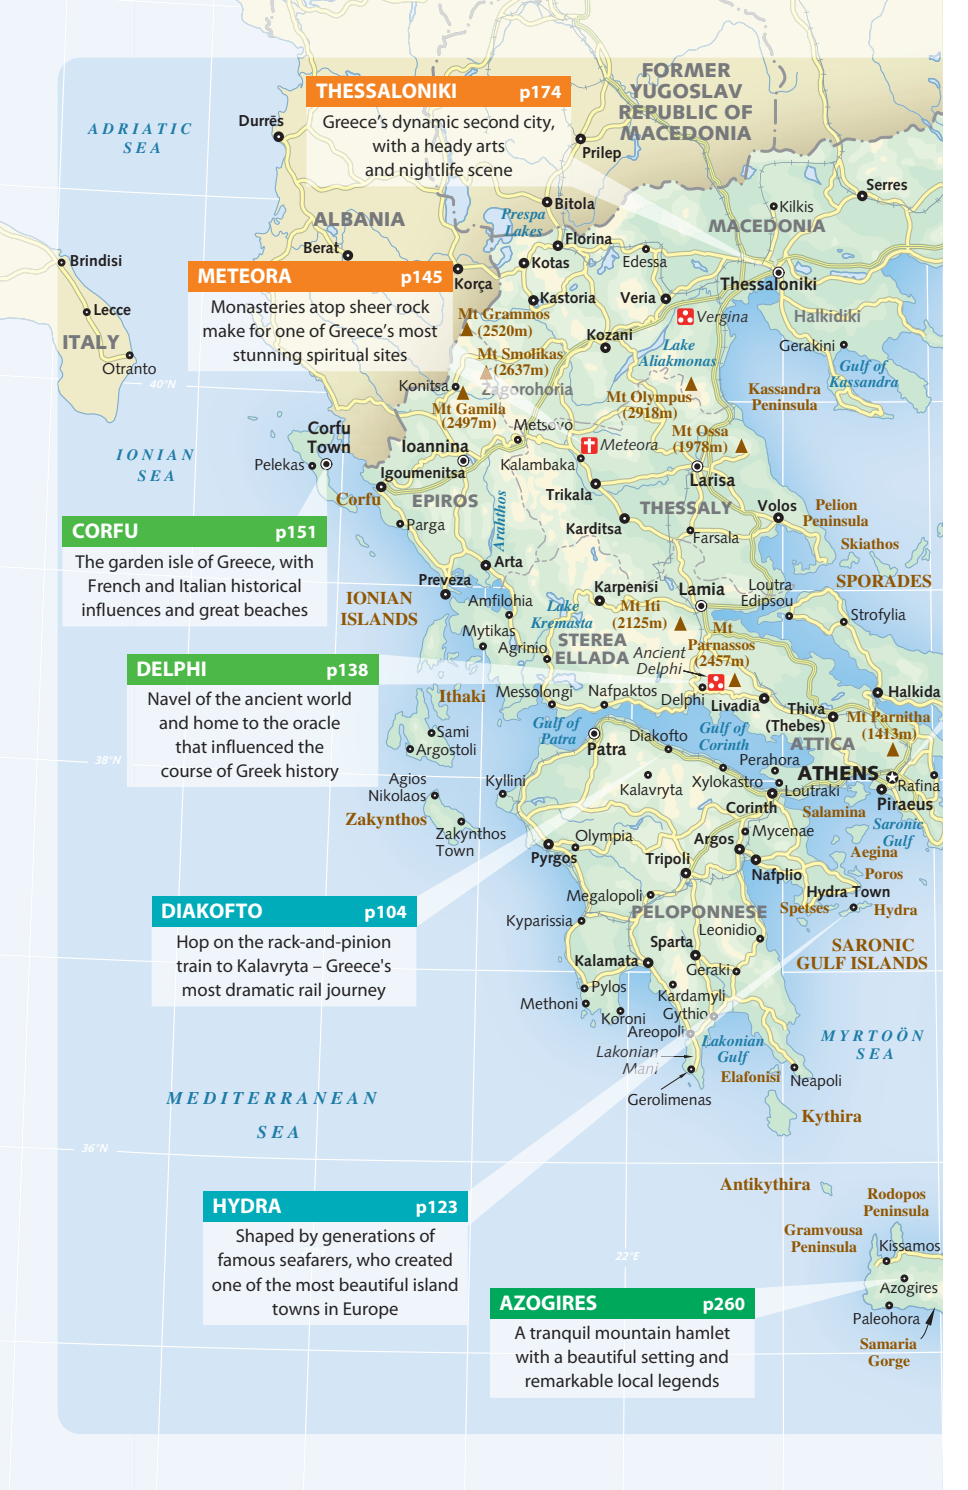 THESSALONIKI p174
Greece's dynamic second city,
with a heady arts
and nightlife scene
FORMER
YUGOSLAV
REPUBLIC OF
MACEDONIA
ADRIATIC
SEA
Durrës
Prilep
Serres
Kilkis
Bitola
Prespa
Lakes
ALBANIA
MACEDONIA
Florina
Berat
Brindisi
Kotas
Edessa
METEORA p145
Monasteries atop sheer rock
make for one of Greece's most
stunning spiritual sites
Korça
Thessaloniki
Kastoria
Veria
Lecce
Mt Grammos
(2520m)
Vergina
Halkidiki
ITALY
Kozani
Lake
Aliakmonas
Gerakini
Mt Smolikas
(2637m)
Otranto
Gulf of
Kassandra
40°N
Konitsa
Zagorohoria
Mt Olympus
(2918m)
Kassandra
Peninsula
Mt Gamila
(2497m)
Metsovo
Mt Ossa
(1978m)
Corfu
Town
Ioannina
Meteora
IONIAN
SEA
Pelekas
Igoumenitsa
Kalambaka
Larisa
Corfu
EPIROS
Arahthos
Trikala
THESSALY
Volos
Pelion
Peninsula
CORFU p151
The garden isle of Greece, with
French and Italian historical
influences and great beaches
Parga
Karditsa
Farsala
Skiathos
Arta
SPORADES
Preveza
Karpenisi
Lamia
Loutra
Edipsou
IONIAN
ISLANDS
Amfilohia
Lake
Kremasta
Mt Iti
(2125m)
Strofylia
Mytikas
Mt
Parnassos
(2457m)
STEREA
ELLADA
Agrinio
Ancient
Delphi
DELPHI p138
Navel of the ancient world
and home to the oracle
that influenced the
course of Greek history
Ithaki
Messolongi
Nafpaktos
Delphi
Livadia
Halkida
Thiva
(Thebes)
Mt Parnitha
(1413m)
Sami
Argostoli
Gulf of
Patra
Patra
Diakofto
Gulf of
Corinth
ATTICA
38°N
Perahora
ATHENS
Agios
Nikolaos
Kyllini
Kalavryta
Xylokastro
Loutraki
Rafina
Corinth
Piraeus
Zakynthos
Salamina
Saronic
Gulf
Zakynthos
Town
Olympia
Mycenae
Argos
Pyrgos
Tripoli
Nafplio
Aegina
Poros
Hydra Town
Megalopoli
PELOPONNESE
Spetses
Hydra
DIAKOFTO p104
Hop on the rack-and-pinion
train to Kalavryta – Greece's
most dramatic rail journey
Kyparissia
Leonidio
Sparta
SARONIC
GULF ISLANDS
Kalamata
Geraki
Pylos
Kardamyli
Methoni
Koroni
Gythio
Areopoli
Lakonian
Gulf
MYRTOÖN
SEA
Lakonian
Mani
Elafonisi
Neapoli
Gerolimenas
MEDITERRANEAN
SEA
Kythira
36°N
Antikythira
HYDRA p123
Shaped by generations of
famous seafarers, who created
one of the most beautiful island
towns in Europe
Rodopos
Peninsula
Gramvousa
Peninsula
Kissamos
22°E
AZOGIRES p260
A tranquil mountain hamlet
with a beautiful setting and
remarkable local legends
Azogires
Paleohora
Samaria
Gorge